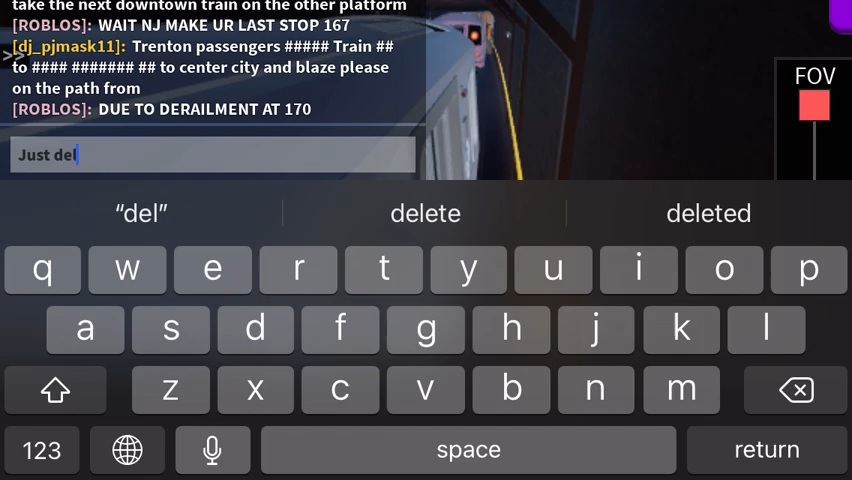 take the next downtown train on the other platform
[ROBLOS]: WAIT NJ MAKE UR LAST STOP 167
[dj_pjmask11]: Trenton passengers ##### Train ##
>>
to #### ####### ## to center city and blaze please
on the path from
[ROBLOS]: DUE TO DERAILMENT AT 170
FOV
Just del
“del” delete deleted
q w e r t y u i o p
a s d f g h j k l
z x c v b n m
123 space return